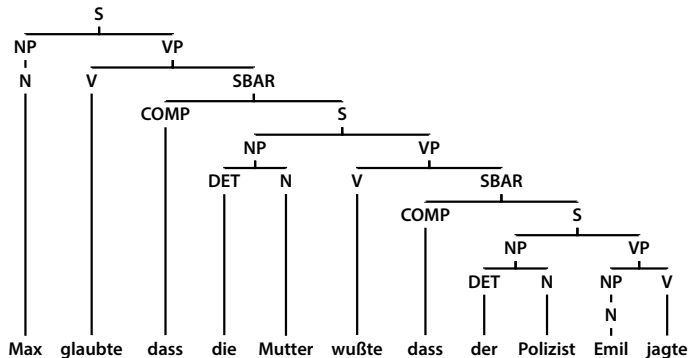 S
NP VP
N V SBAR
COMP S
NP VP
DET N V SBAR
COMP S
NP VP
DET N NP V
N
Max glaubte dass die Mutter wußte dass der Polizist Emil jagte